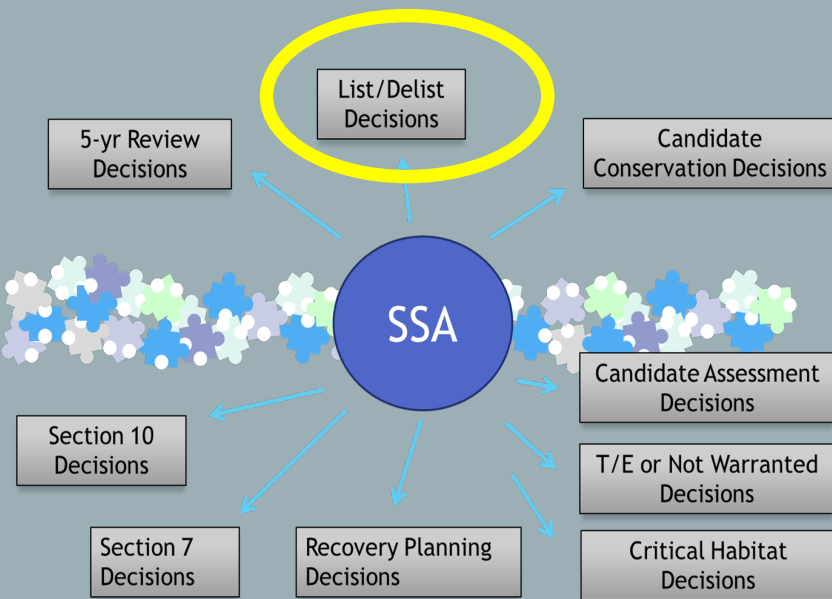 List/Delist
Decisions
5-yr Review
Decisions
Candidate
Conservation Decisions
SSA
Candidate Assessment
Decisions
Section 10
Decisions
T/E or Not Warranted
Decisions
Section 7
Decisions
Recovery Planning
Decisions
Critical Habitat
Decisions